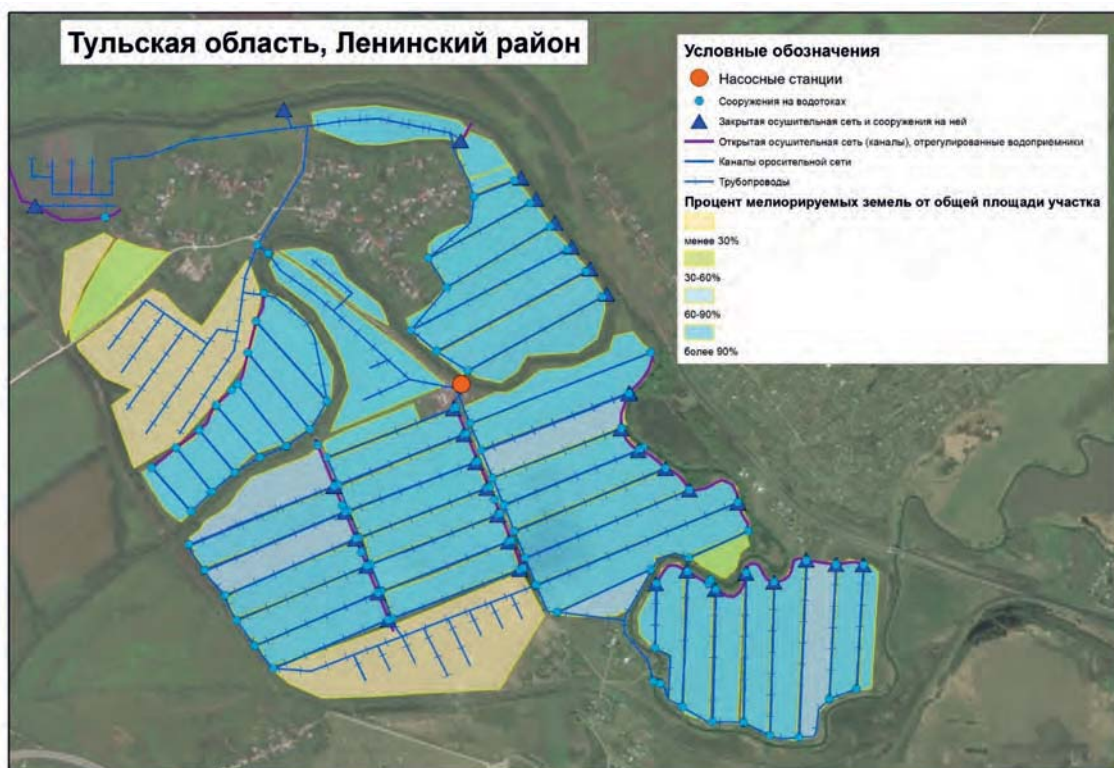 Тульская область, Ленинский район
Условные обозначения
Насосные станции
Сооружения на водотоках
Закрытая осушительная сеть и сооружения на ней
Открытая осушительная сеть (каналы), отрегулированные водоприёмники
Каналы оросительной сети
Трубопроводы
Процент мелиорируемых земель от общей площади участка
менее 30%
30-60%
60-90%
более 90%